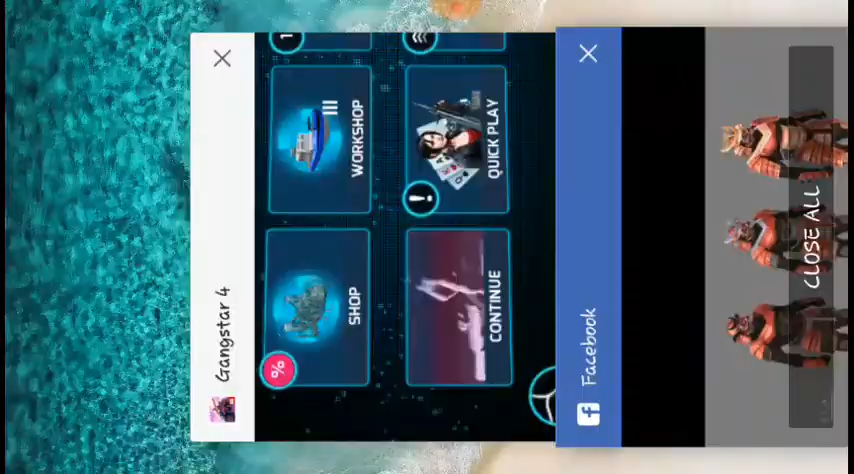 Gangstar 4
WORKSHOP
QUICK PLAY
SHOP
%
CONTINUE
Facebook
CLOSE ALL